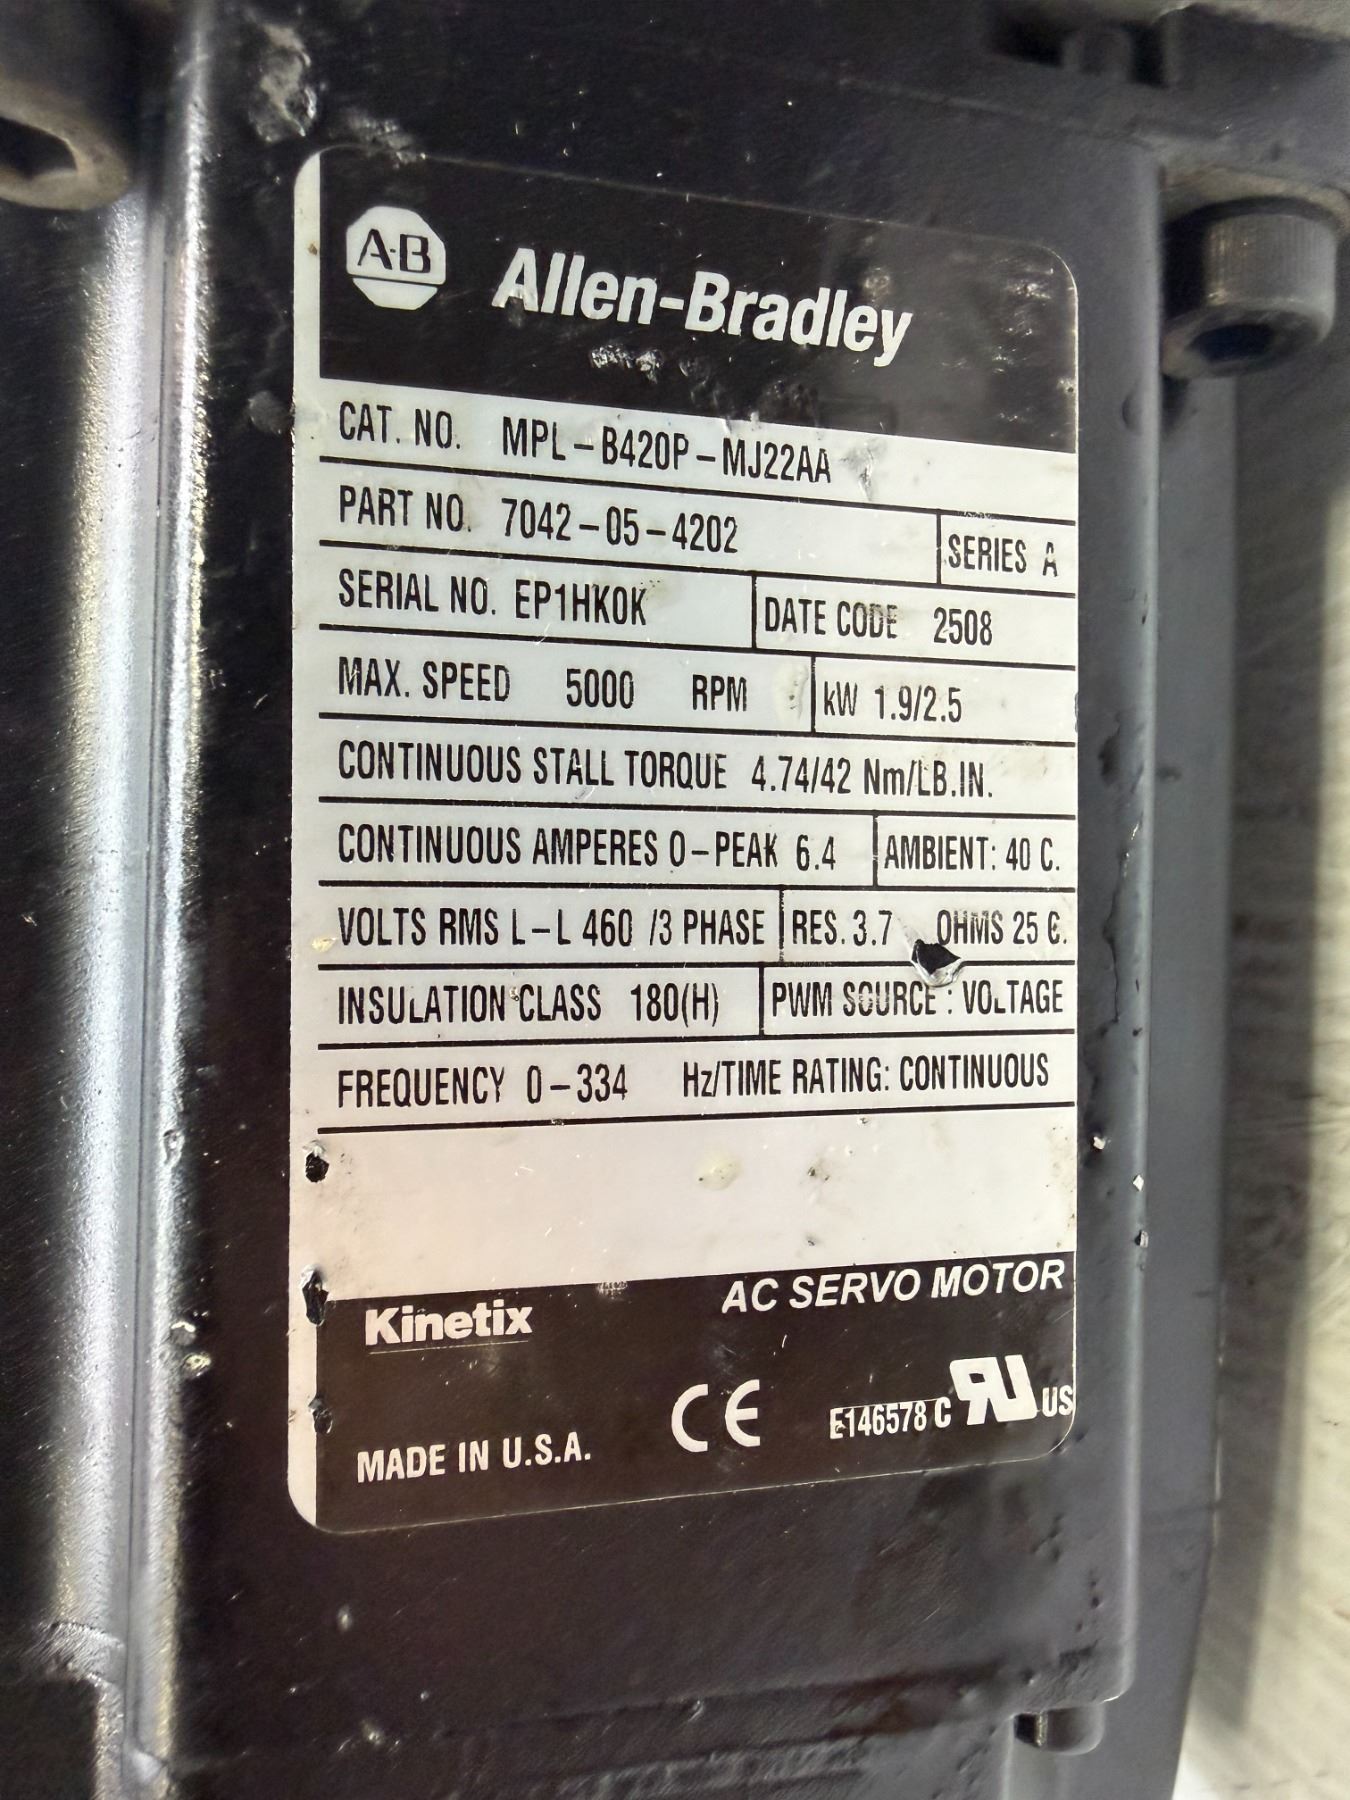 A-B Allen-Bradley
CAT. NO. MPL-B420P-MJ22AA
PART NO. 7042-05-4202 SERIES A
SERIAL NO. EP1HK0K DATE CODE 2508
MAX. SPEED 5000 RPM kW 1.9/2.5
CONTINUOUS STALL TORQUE 4.74/42 Nm/LB.IN.
CONTINUOUS AMPERES 0-PEAK 6.4 AMBIENT: 40 C.
VOLTS RMS L-L 460 /3 PHASE RES. 3.7 OHMS 25 C.
INSULATION CLASS 180(H) PWM SOURCE : VOLTAGE
FREQUENCY 0-334 Hz/TIME RATING: CONTINUOUS
Kinetix AC SERVO MOTOR
MADE IN U.S.A. CE E146578 C RU US